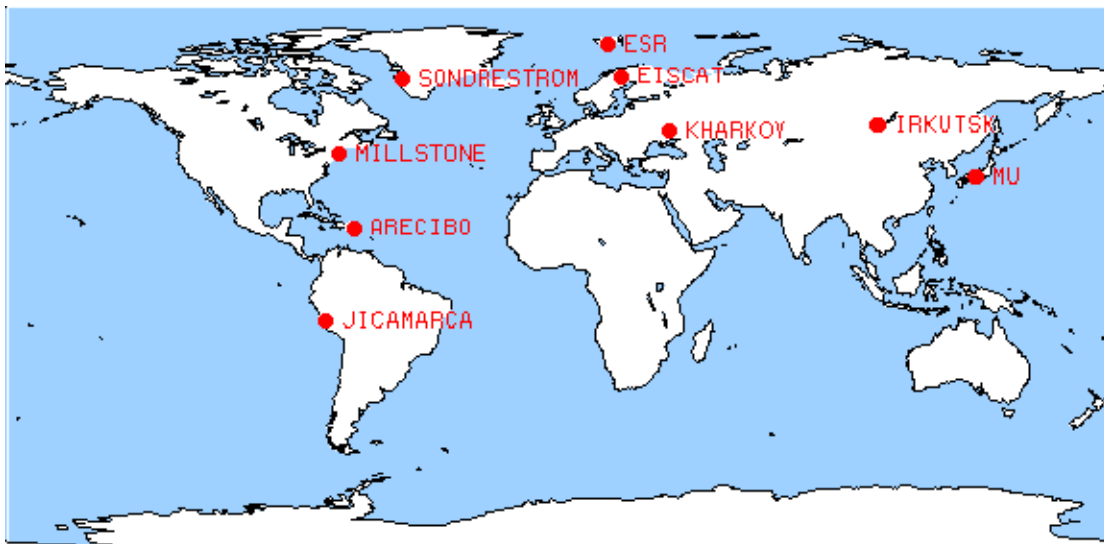 ESR
SONDRESTROM
EISCAT
KHARKOV
IRKUTSK
MILLSTONE
MU
ARECIBO
JICAMARCA